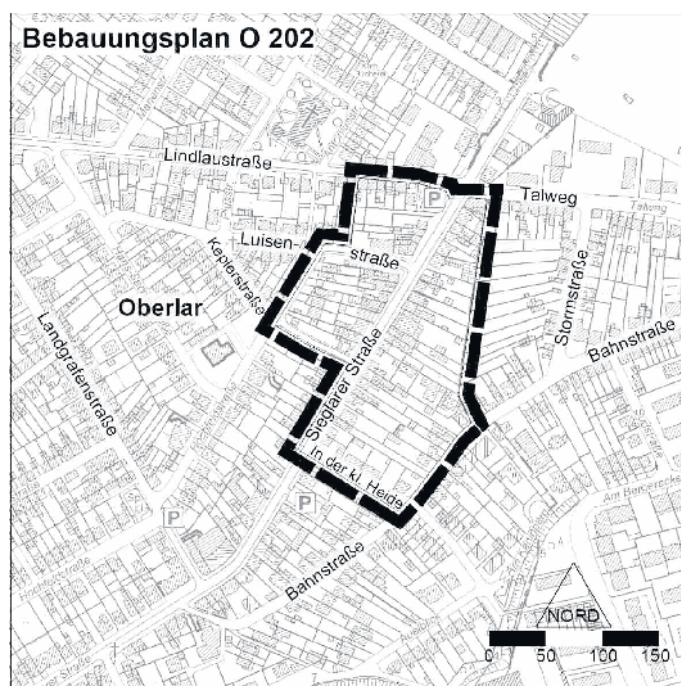 Bebauungsplan O 202
Lindlaustraße
P
Talweg
Talweg
Luisen-
straße
Keplerstraße
Stormstraße
Oberlar
Bahnstraße
Landgrafenstraße
Sieglarer Straße
In der kl. Heide
P
P
Bahnstraße
NORD
0 50 100 150